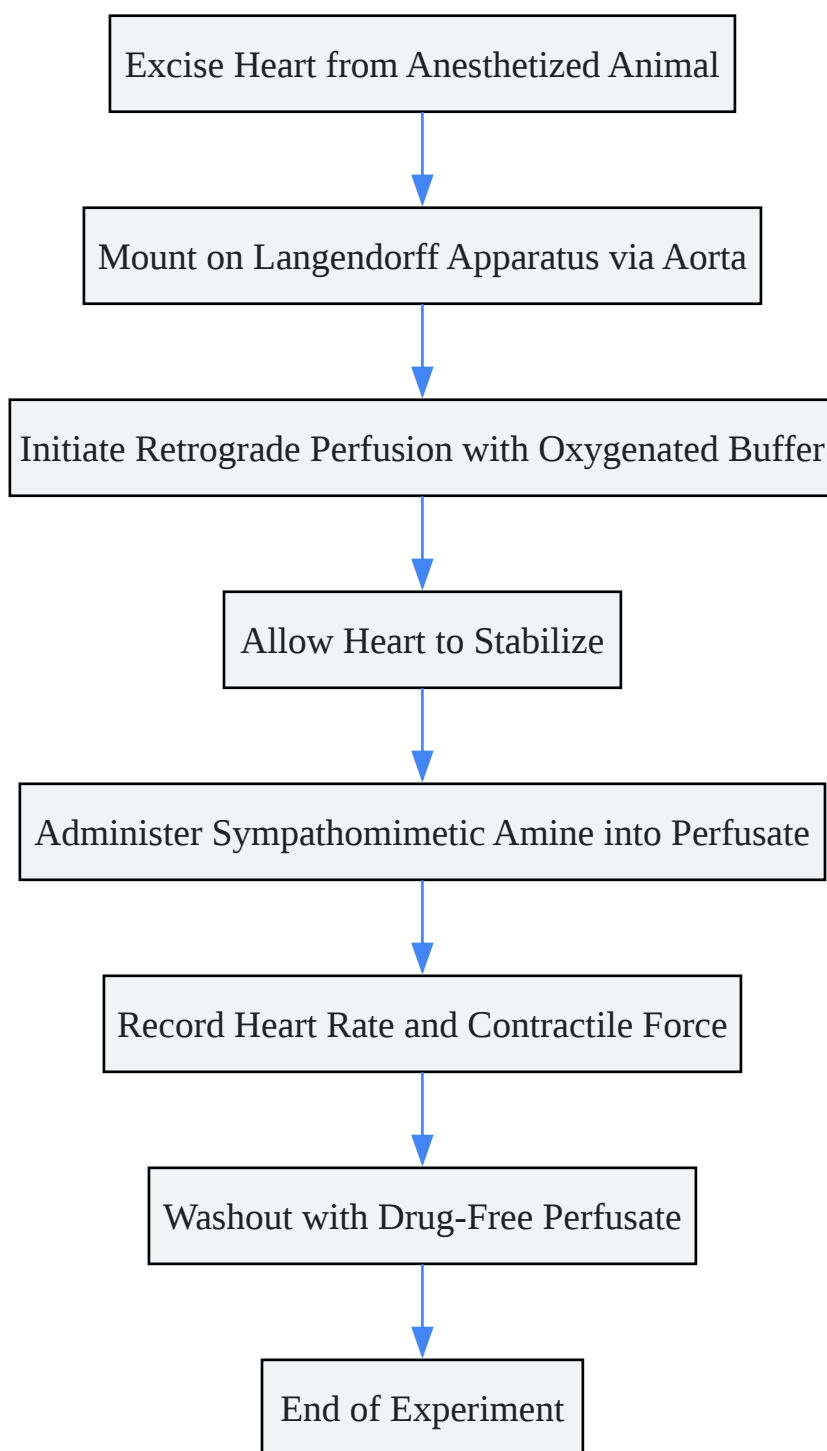 Excise Heart from Anesthetized Animal
Mount on Langendorff Apparatus via Aorta
Initiate Retrograde Perfusion with Oxygenated Buffer
Allow Heart to Stabilize
Administer Sympathomimetic Amine into Perfusate
Record Heart Rate and Contractile Force
Washout with Drug-Free Perfusate
End of Experiment